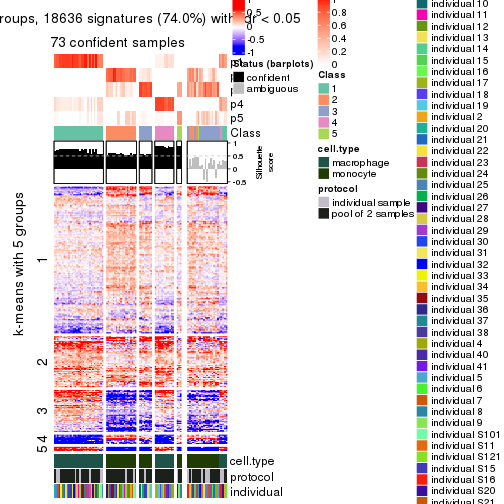 roups, 18636 signatures (74.0%) with fdr < 0.05
73 confident samples
p4
p5
Class
1
0.5
0
-0.5
Silhouette
score
k-means with 5 groups
1
2
3
4
5
cell.type
protocol
individual
1
0.5
0
-0.5
-1
Status (barplots)
confident
ambiguous
0.8
0.6
0.4
0.2
0
Class
1
2
3
4
5
cell.type
macrophage
monocyte
protocol
individual sample
pool of 2 samples
individual 10
individual 11
individual 12
individual 13
individual 14
individual 15
individual 16
individual 17
individual 18
individual 19
individual 2
individual 20
individual 21
individual 22
individual 23
individual 24
individual 25
individual 26
individual 27
individual 28
individual 29
individual 30
individual 31
individual 32
individual 33
individual 34
individual 35
individual 36
individual 37
individual 38
individual 4
individual 40
individual 41
individual 5
individual 6
individual 7
individual 8
individual 9
individual S101
individual S11
individual S121
individual S15
individual S16
individual S20
individual S21